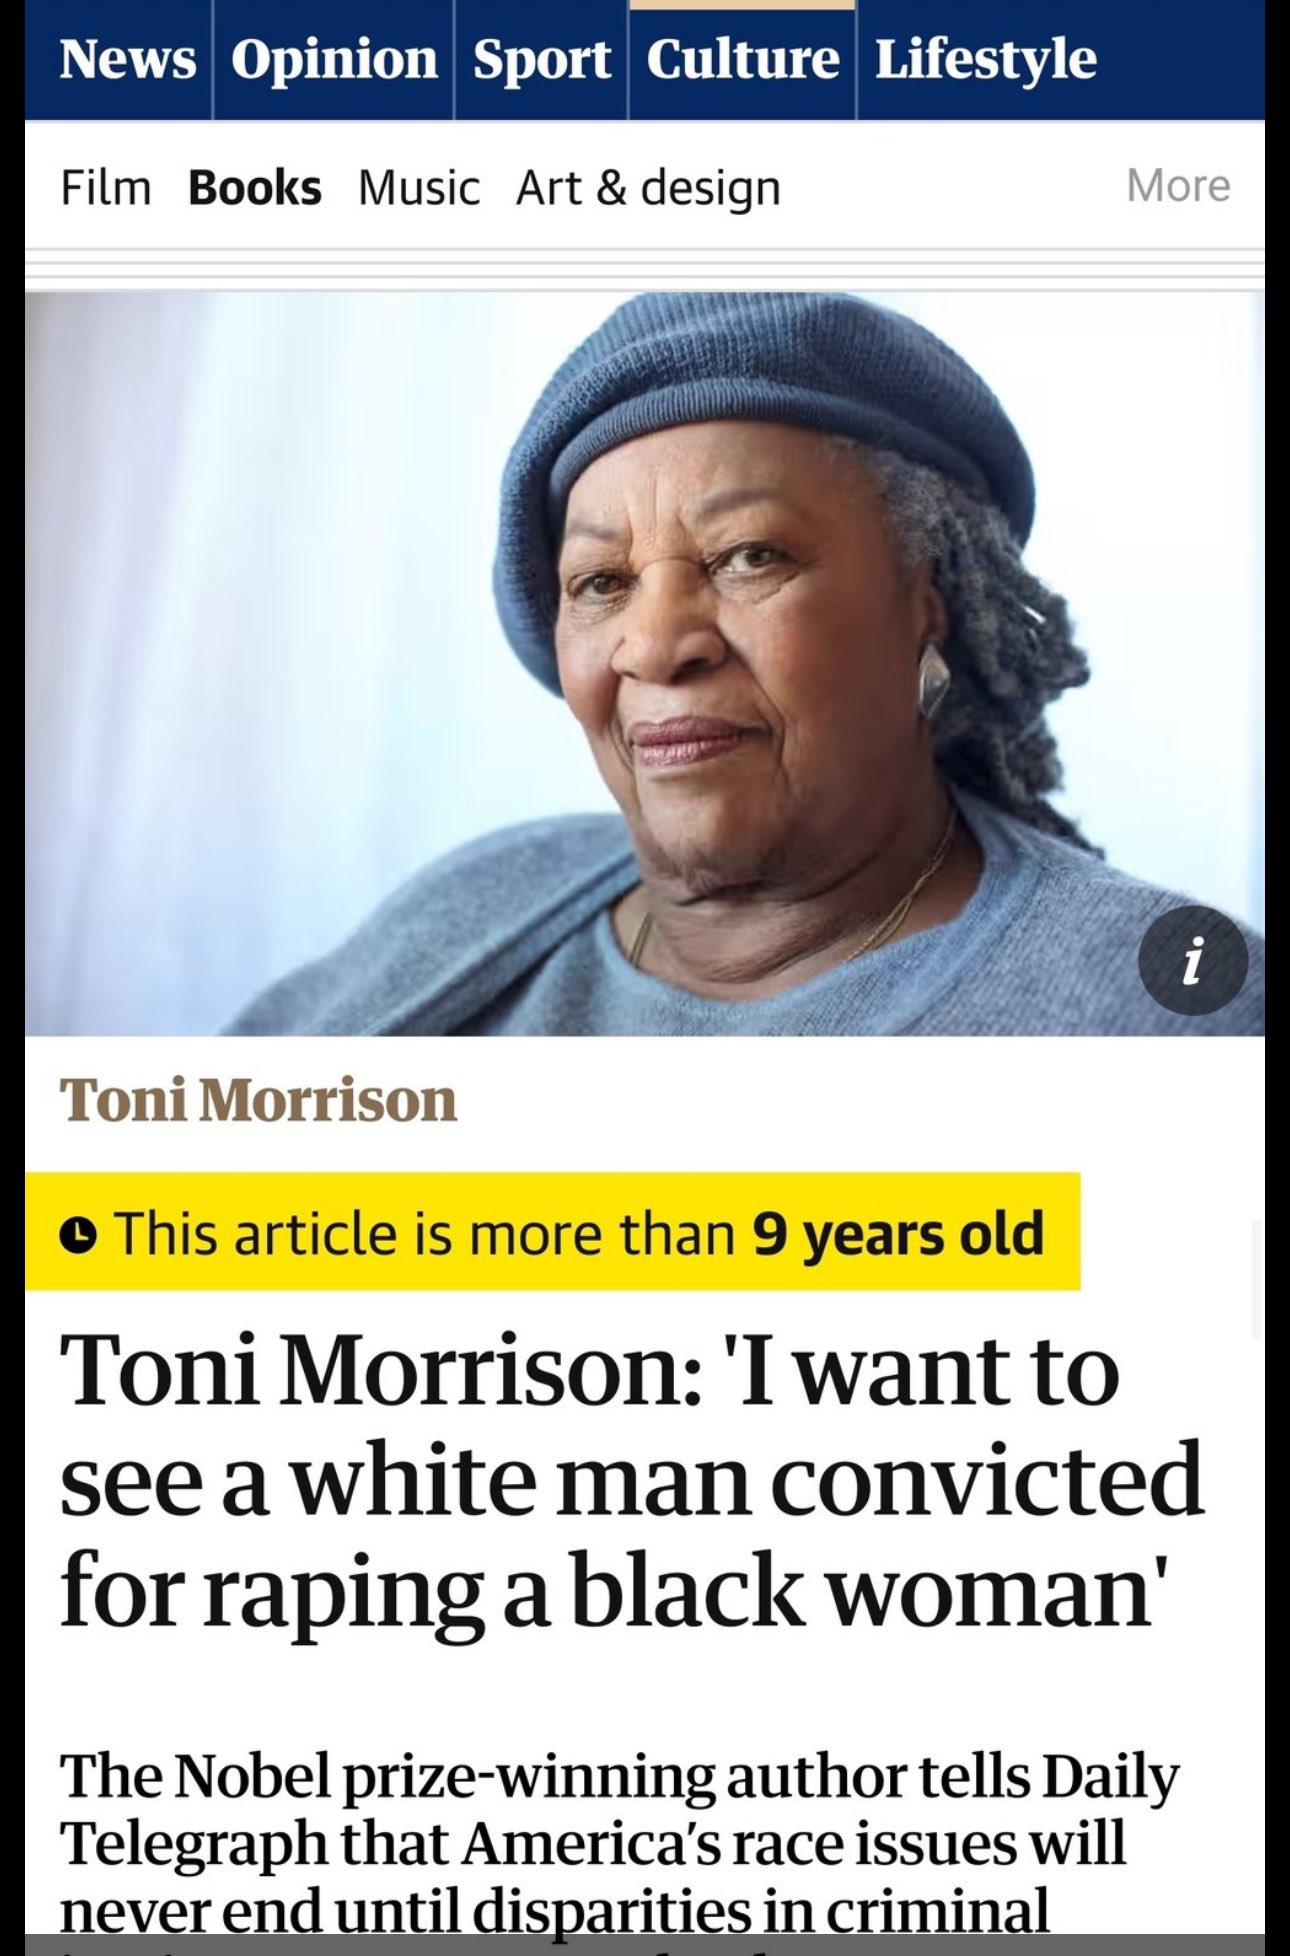 News Opinion Sport Culture Lifestyle
Film Books Music Art & design More
i
Toni Morrison
This article is more than 9 years old
Toni Morrison: 'I want to
see a white man convicted
for raping a black woman'
The Nobel prize-winning author tells Daily
Telegraph that America’s race issues will
never end until disparities in criminal